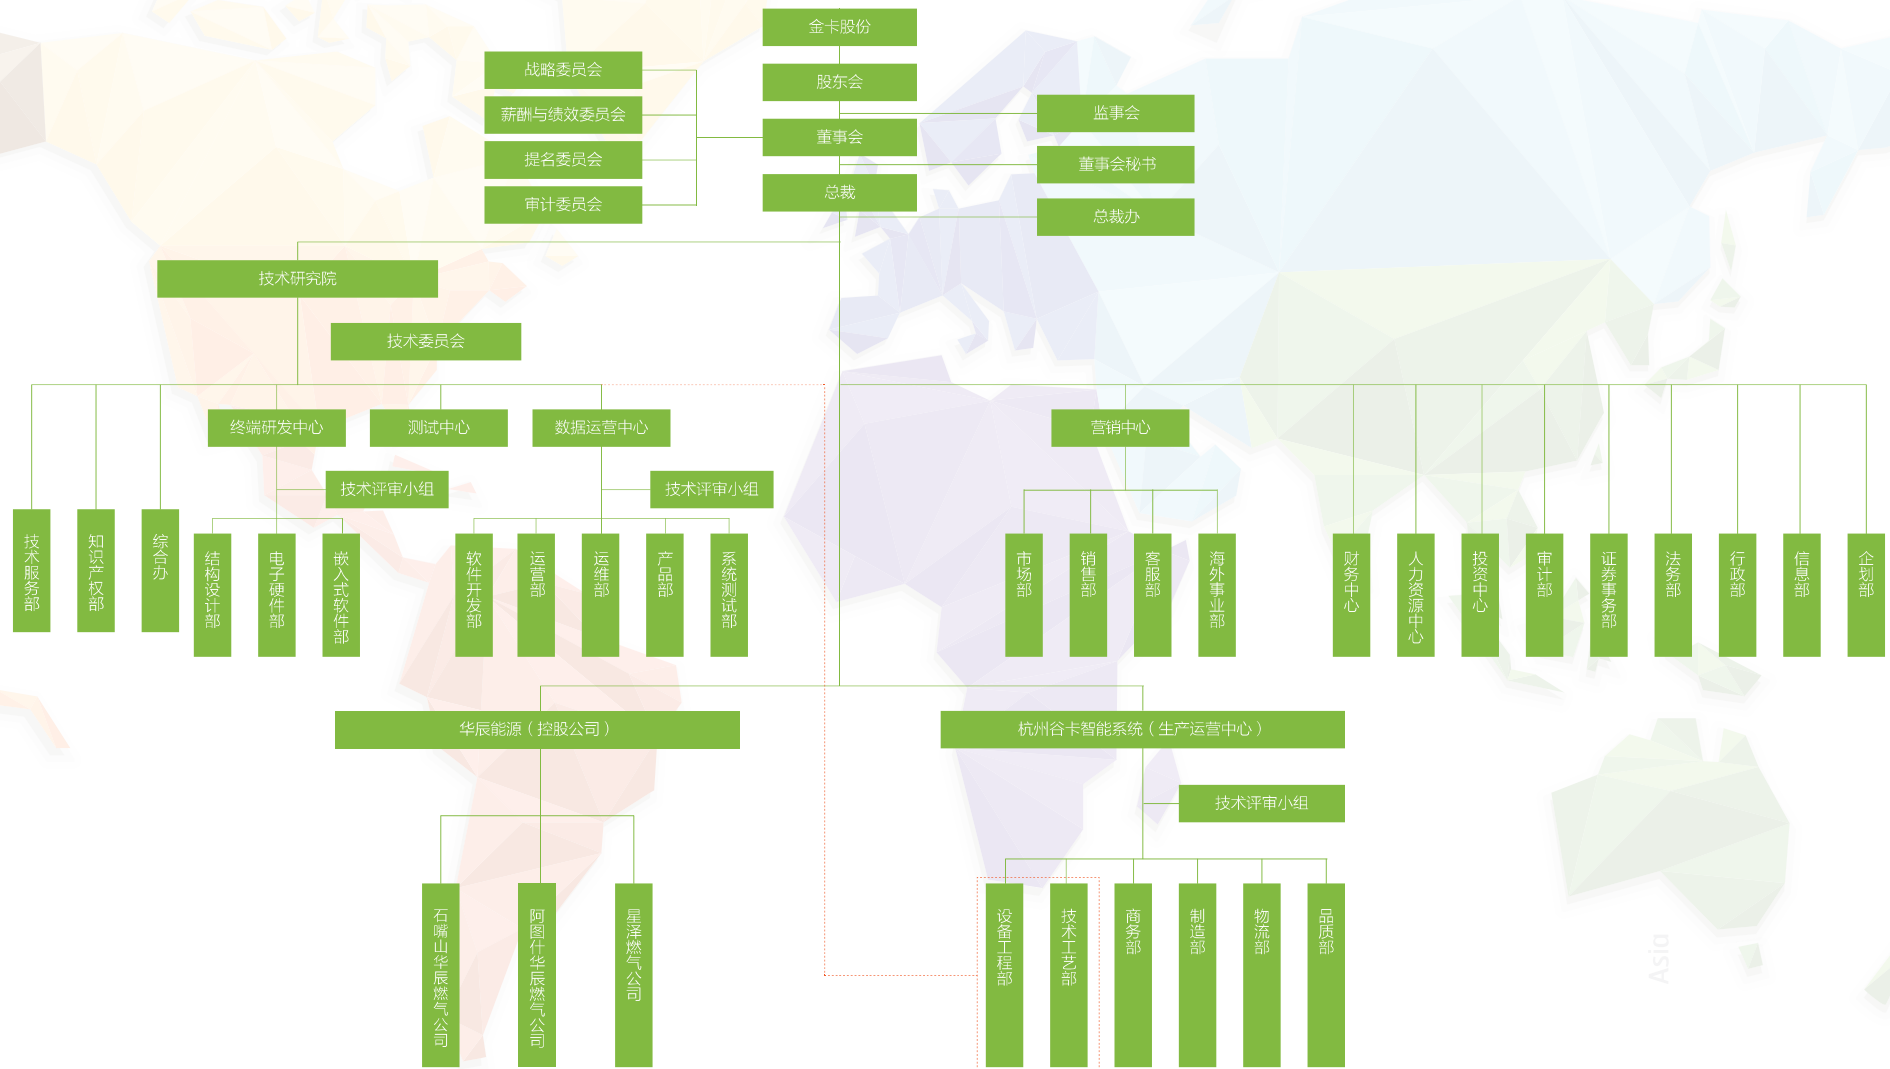 金卡股份
股东会
董事会
总裁
战略委员会
薪酬与绩效委员会
提名委员会
审计委员会
监事会
董事会秘书
总裁办
技术研究院
技术委员会
终端研发中心
测试中心
数据运营中心
营销中心
技术评审小组
技术评审小组
技术服务部
知识产权部
综合办
结构设计部
电子硬件部
嵌入式软件部
软件开发部
运营部
运维部
产品部
系统测试部
市场部
销售部
客服部
海外事业部
财务中心
人力资源中心
投资中心
审计部
证券事务部
法务部
行政部
信息部
企划部
华辰能源（控股公司）
杭州谷卡智能系统（生产运营中心）
技术评审小组
石嘴山华辰燃气公司
阿图什华辰燃气公司
星泽燃气公司
设备工程部
技术工艺部
商务部
制造部
物流部
品质部
Asia